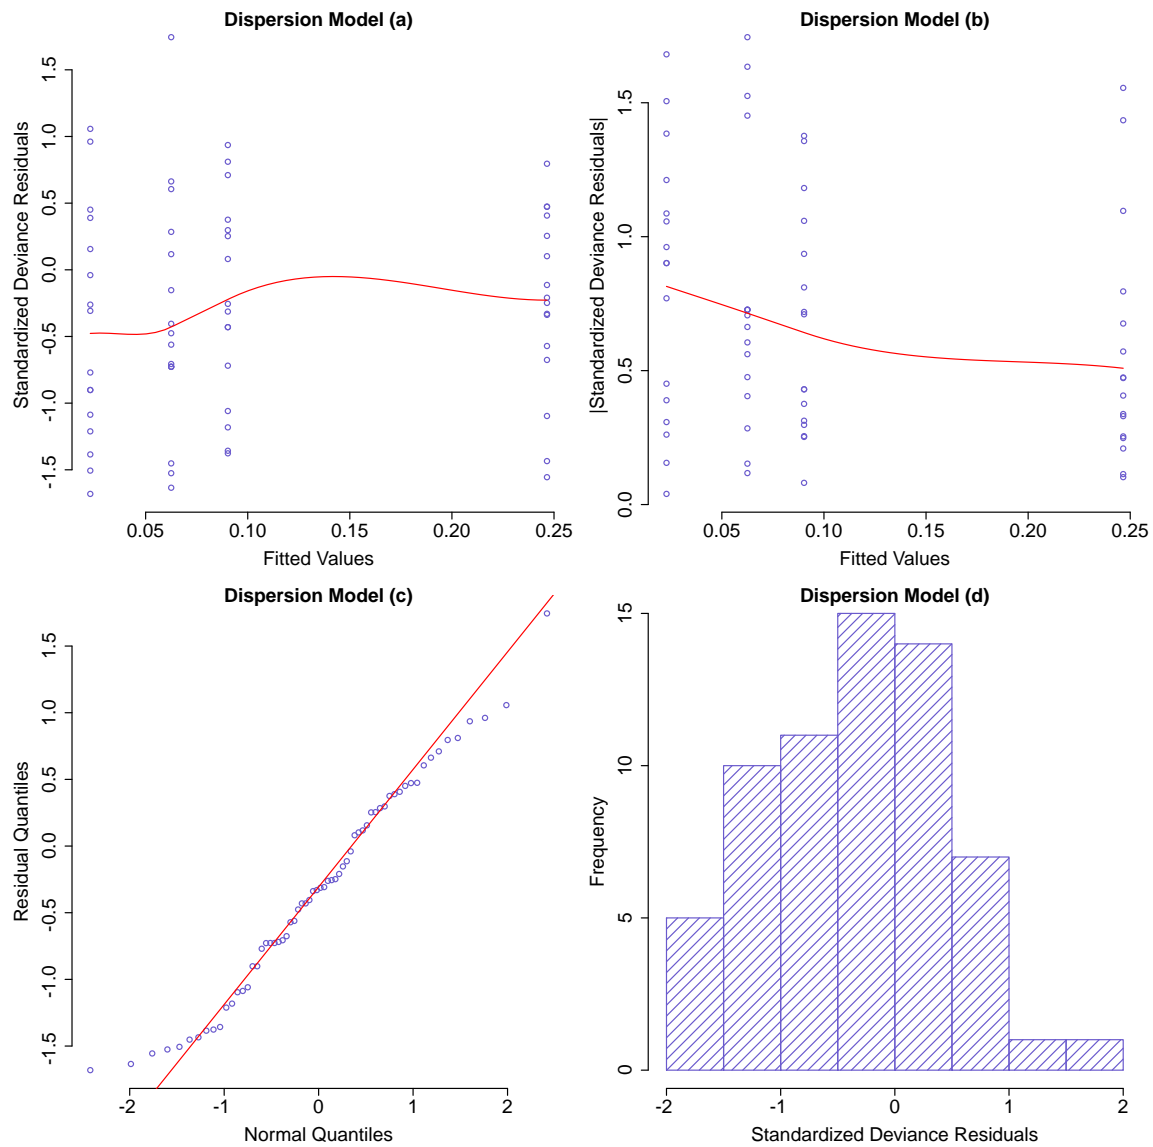 Dispersion Model (a)
Standardized Deviance Residuals
1.5
1.0
0.5
0.0
-0.5
-1.0
-1.5
0.05 0.10 0.15 0.20 0.25
Fitted Values
Dispersion Model (b)
|Standardized Deviance Residuals|
1.5
1.0
0.5
0.0
0.05 0.10 0.15 0.20 0.25
Fitted Values
Dispersion Model (c)
Residual Quantiles
1.5
1.0
0.5
0.0
-0.5
-1.0
-1.5
-2 -1 0 1 2
Normal Quantiles
Dispersion Model (d)
Frequency
15
10
5
0
-2 -1 0 1 2
Standardized Deviance Residuals